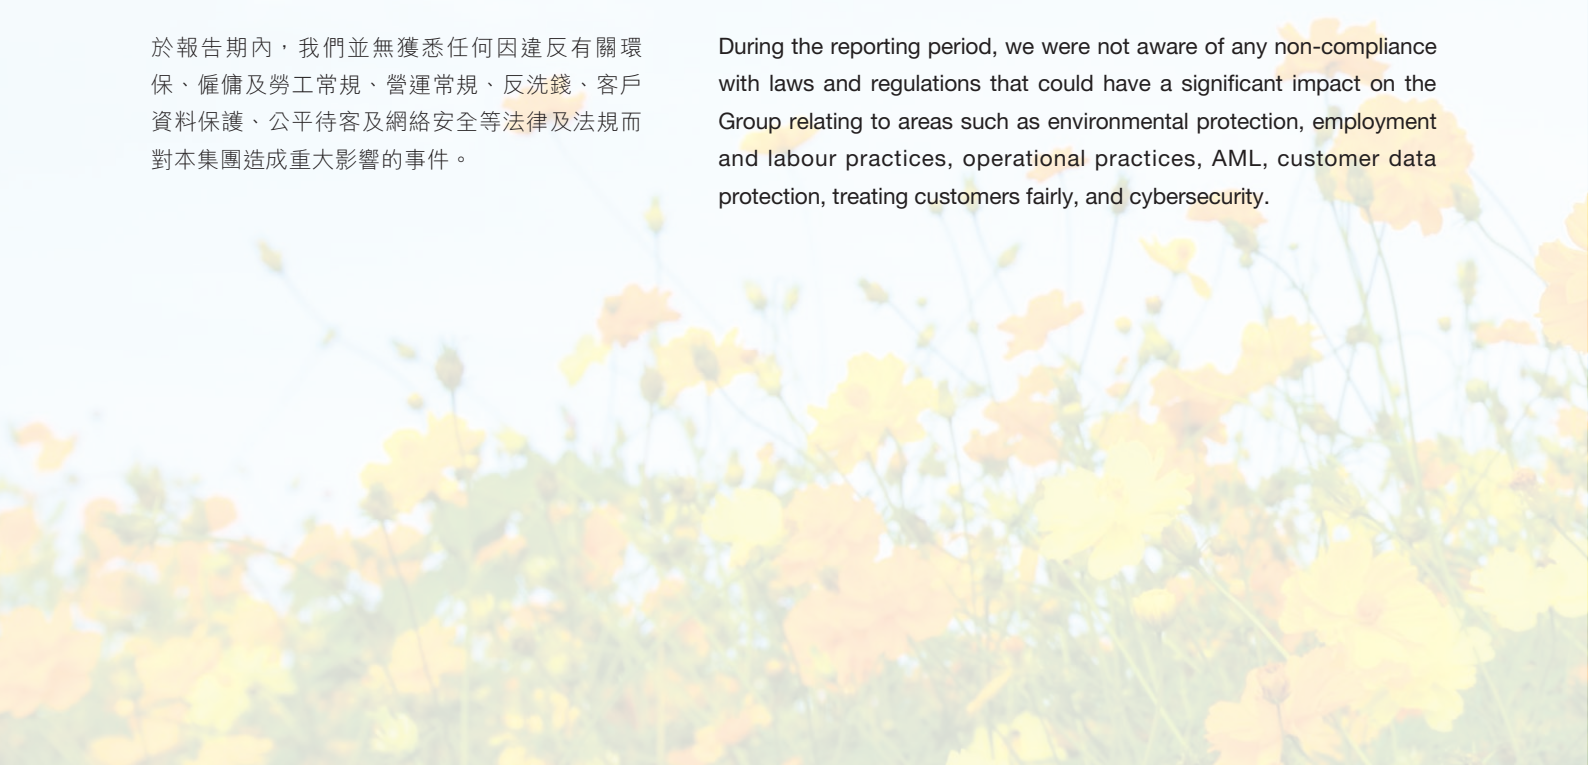 於報告期內，我們並無獲悉任何因違反有關環
保、僱傭及勞工常規、營運常規、反洗錢、客戶
資料保護、公平待客及網絡安全等法律及法規而
對本集團造成重大影響的事件。
During the reporting period, we were not aware of any non-compliance
with laws and regulations that could have a significant impact on the
Group relating to areas such as environmental protection, employment
and labour practices, operational practices, AML, customer data
protection, treating customers fairly, and cybersecurity.